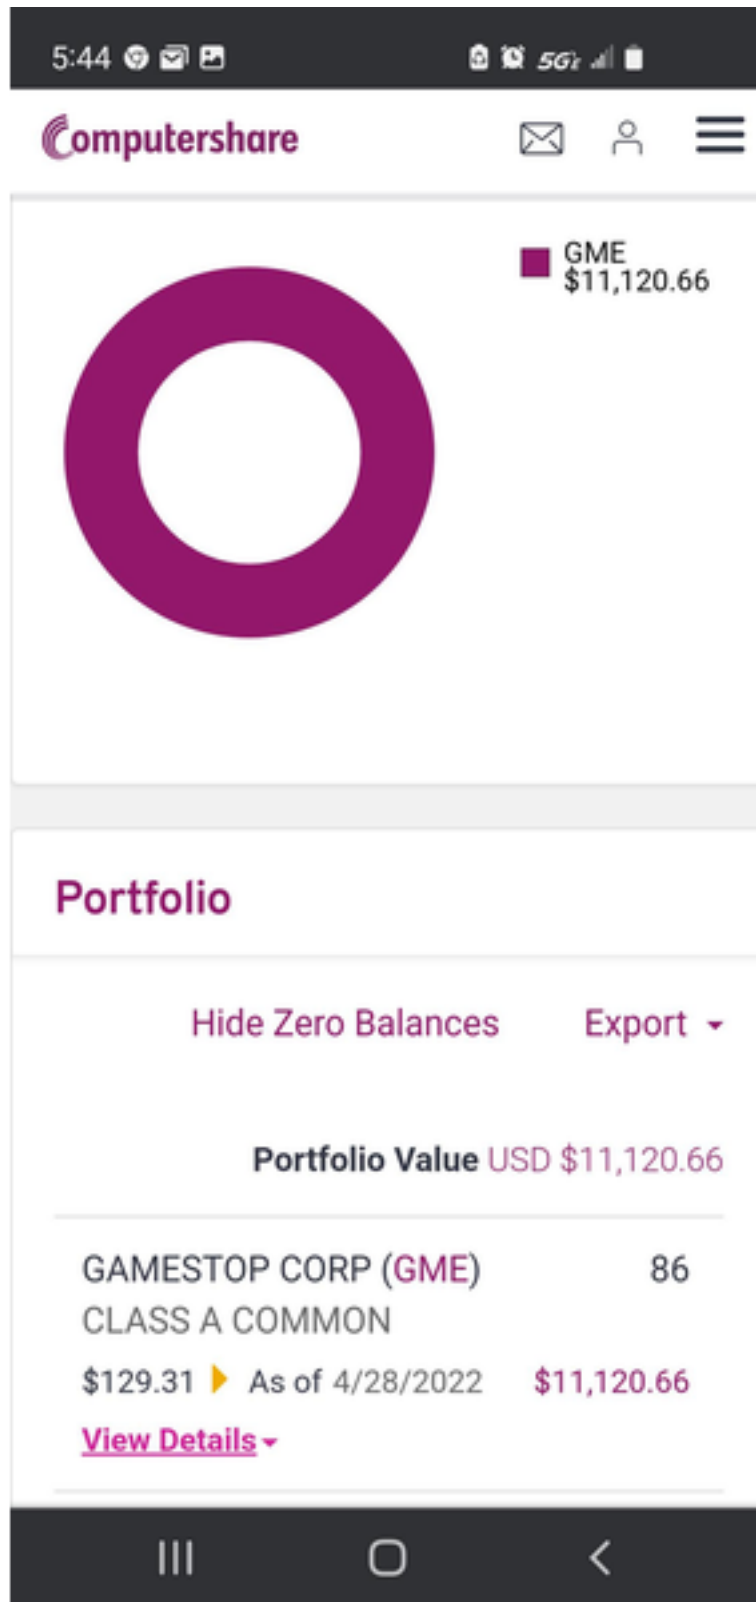 5:44 5G
Computershare
GME
$11,120.66
Portfolio
Hide Zero Balances Export
Portfolio Value USD $11,120.66
GAMESTOP CORP (GME) 86
CLASS A COMMON
$129.31 As of 4/28/2022 $11,120.66
View Details